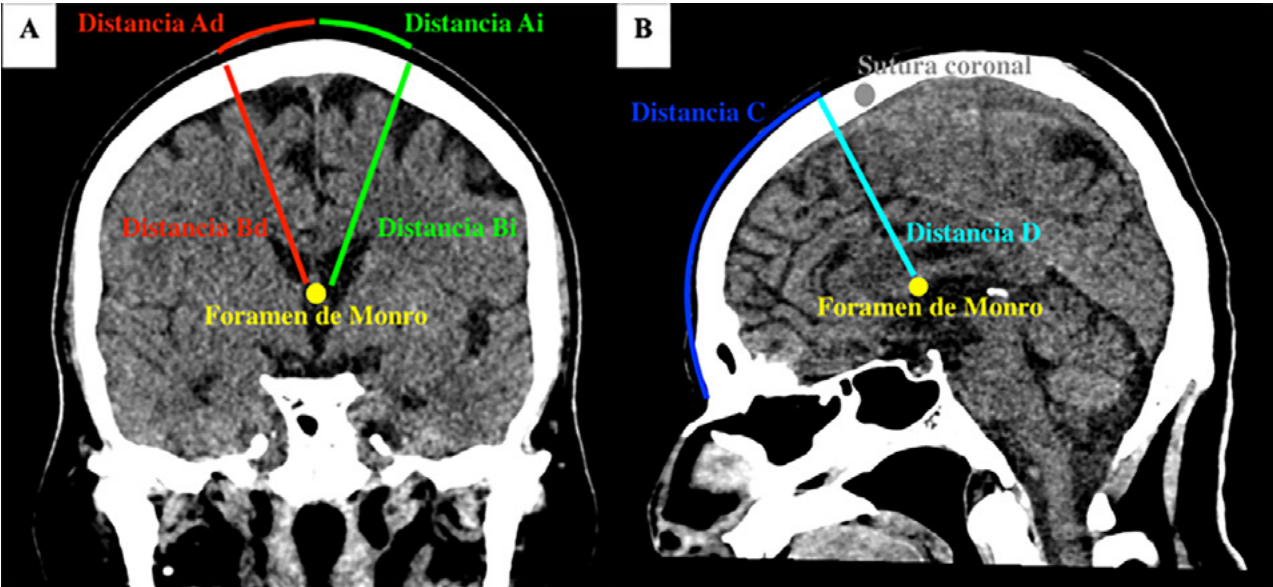 A
Distancia Ad
Distancia Ai
Distancia Bd
Distancia Bi
Foramen de Monro
B
Sutura coronal
Distancia C
Distancia D
Foramen de Monro